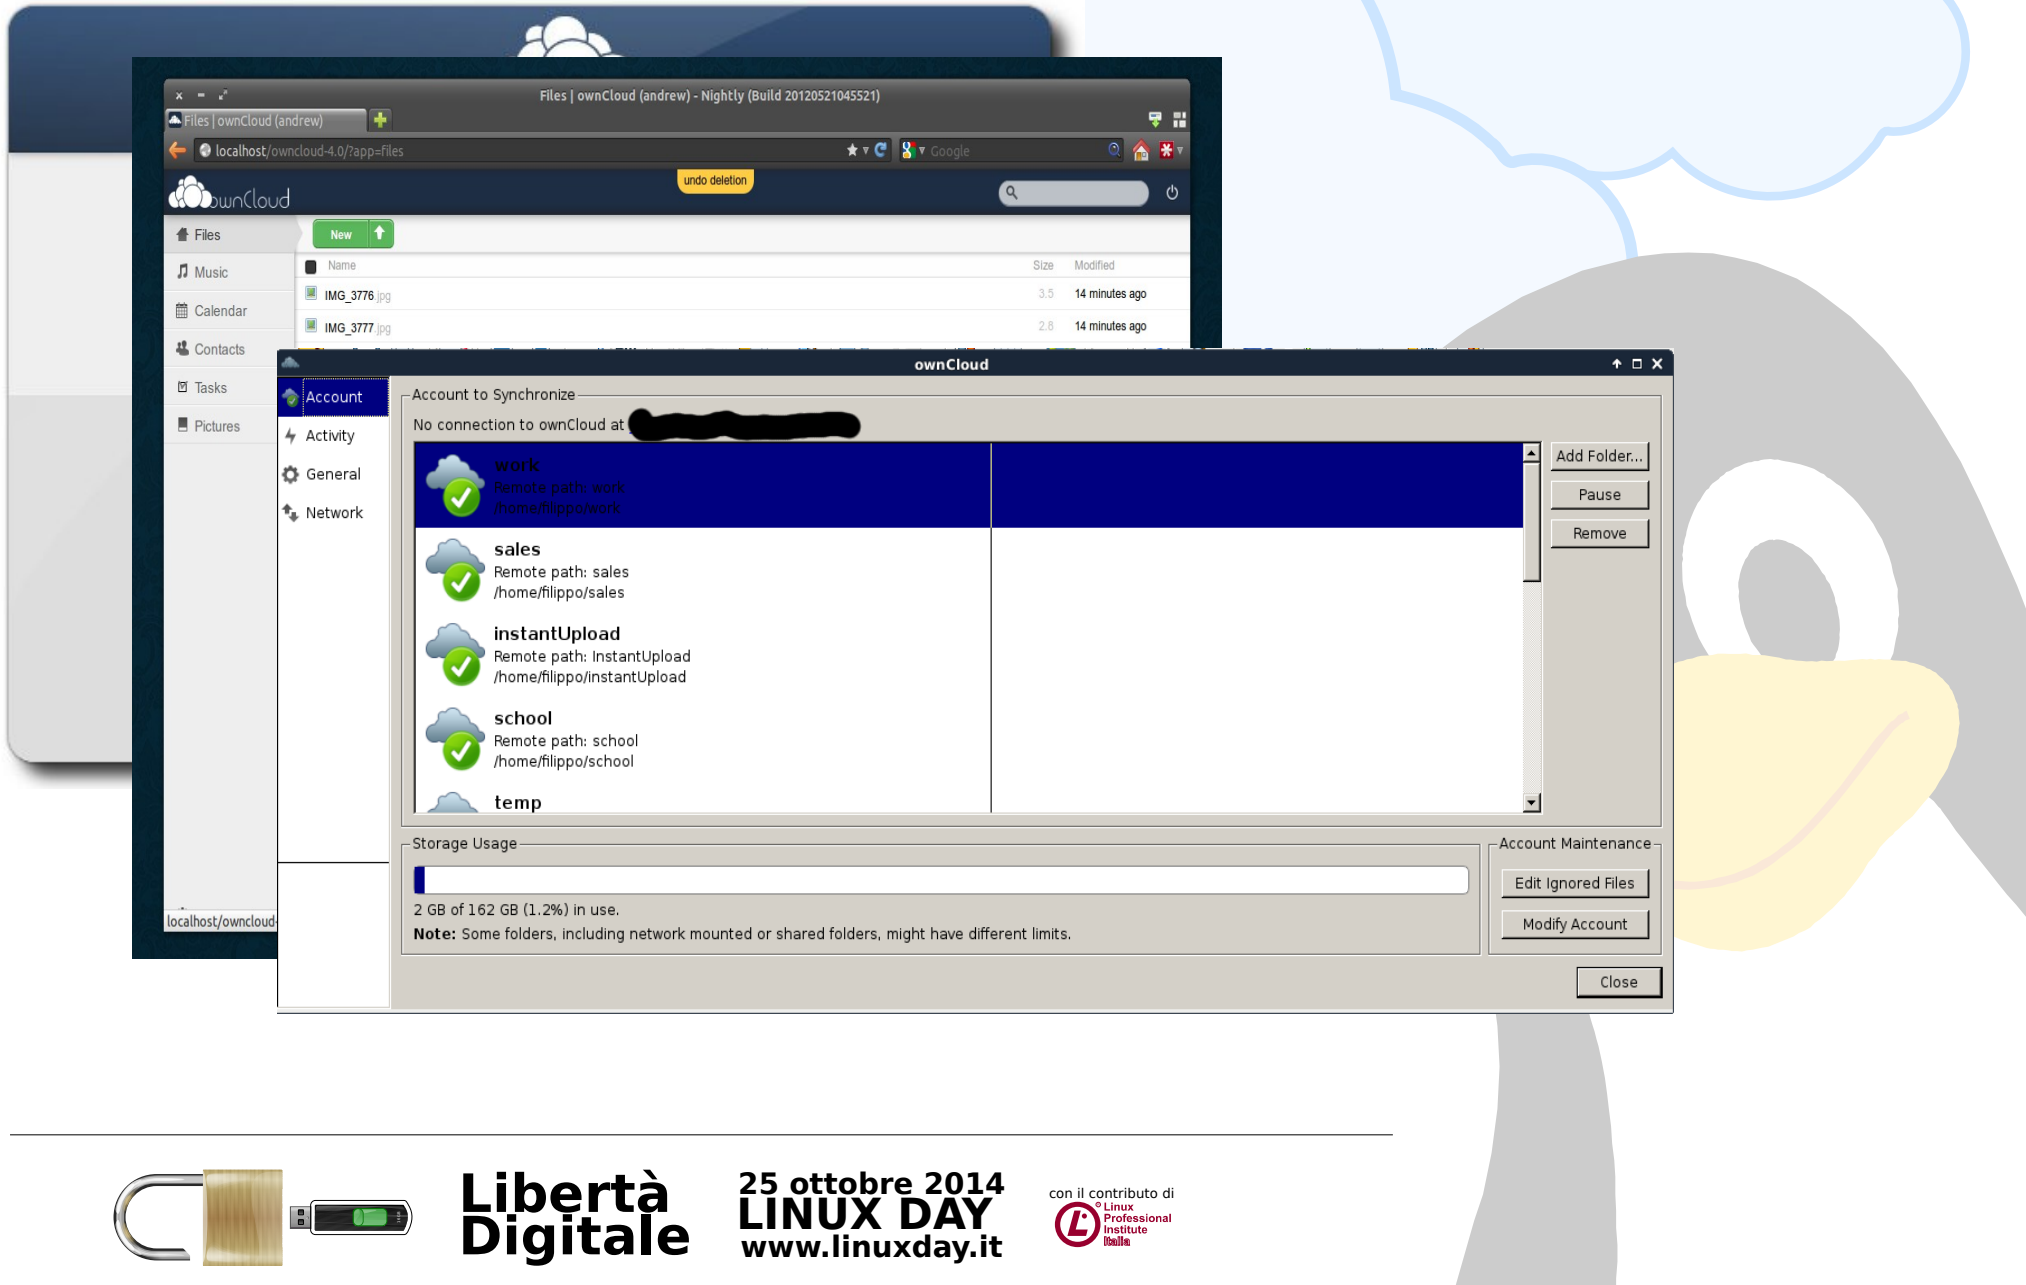 Files | ownCloud (andrew) - Nightly (Build 20120521045521)
Files | ownCloud (andrew)
localhost/owncloud-4.0/?app=files
Google
ownCloud
undo deletion
Files
New
Music
Name Size Modified
IMG_3776.jpg 3.5 14 minutes ago
Calendar
IMG_3777.jpg 2.8 14 minutes ago
Contacts
Tasks
Pictures
localhost/owncloud-
ownCloud
Account
Activity
General
Network
Account to Synchronize
No connection to ownCloud at
work
Remote path: work
/home/filippo/work
sales
Remote path: sales
/home/filippo/sales
instantUpload
Remote path: InstantUpload
/home/filippo/instantUpload
school
Remote path: school
/home/filippo/school
temp
Add Folder...
Pause
Remove
Storage Usage
2 GB of 162 GB (1.2%) in use.
Note: Some folders, including network mounted or shared folders, might have different limits.
Account Maintenance
Edit Ignored Files
Modify Account
Close
Libertà
Digitale
25 ottobre 2014
LINUX DAY
www.linuxday.it
con il contributo di
Linux
Professional
Institute
Italia